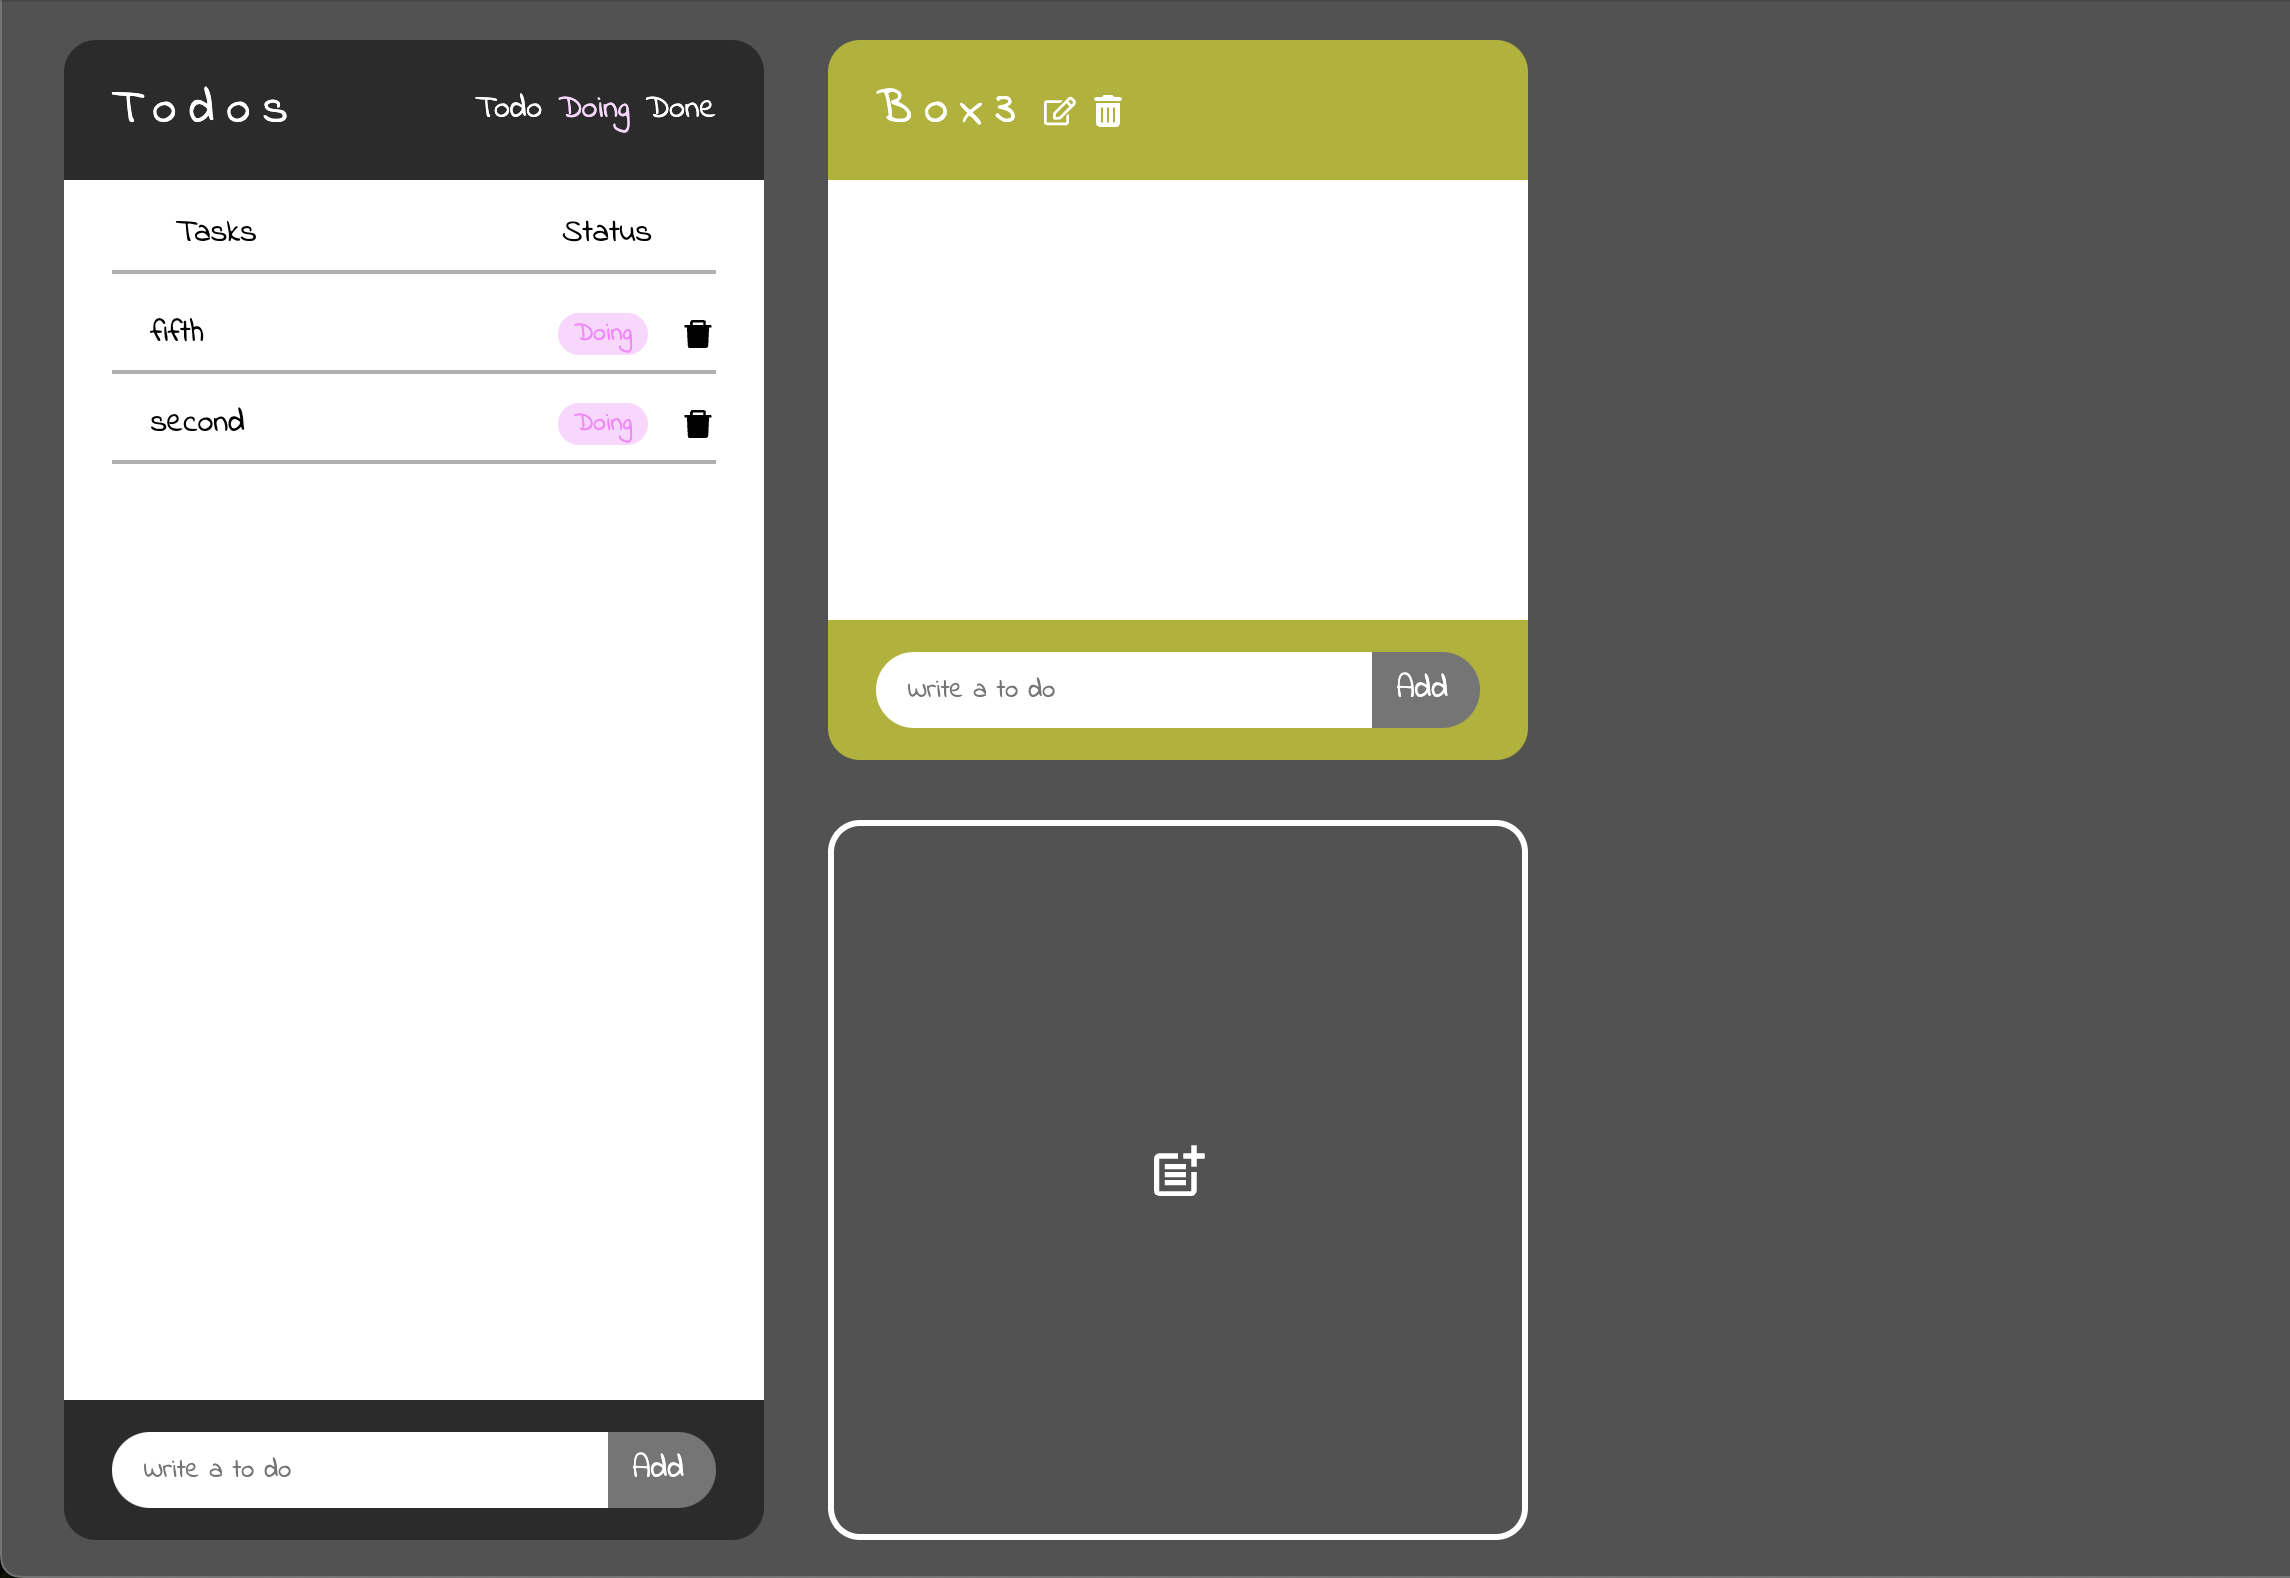 Todos
Todo Doing Done
Tasks Status
fifth Doing
second Doing
Write a to do Add
Box3
Write a to do Add